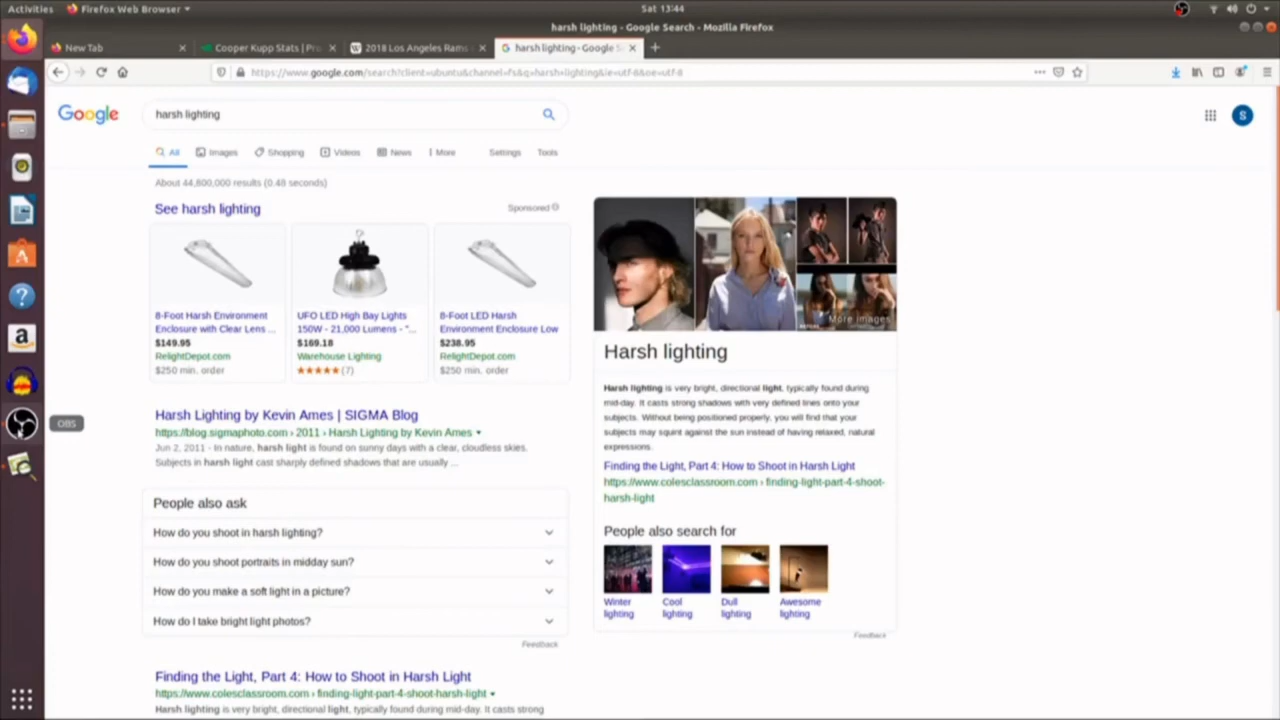 Activities
Firefox Web Browser
Sat 13:44
harsh lighting - Google Search - Mozilla Firefox
New Tab
Cooper Kupp Stats | Pro
2018 Los Angeles Rams
harsh lighting - Google S
https://www.google.com/search?client=ubuntu&channel=fs&q=harsh+lighting&ie=utf-8&oe=utf-8
Google
harsh lighting
S
All
Images
Shopping
Videos
News
More
Settings
Tools
About 44,800,000 results (0.48 seconds)
See harsh lighting
Sponsored
8-Foot Harsh Environment
Enclosure with Clear Lens ...
$149.95
RelightDepot.com
$250 min. order
UFO LED High Bay Lights
150W - 21,000 Lumens - "...
$169.18
Warehouse Lighting
(7)
8-Foot LED Harsh
Environment Enclosure Low
$238.95
RelightDepot.com
$250 min. order
Harsh Lighting by Kevin Ames | SIGMA Blog
https://blog.sigmaphoto.com › 2011 › Harsh Lighting by Kevin Ames
Jun 2, 2011 - In nature, harsh light is found on sunny days with a clear, cloudless skies.
Subjects in harsh light cast sharply defined shadows that are usually ...
OBS
People also ask
How do you shoot in harsh lighting?
How do you shoot portraits in midday sun?
How do you make a soft light in a picture?
How do I take bright light photos?
Feedback
Finding the Light, Part 4: How to Shoot in Harsh Light
https://www.colesclassroom.com › finding-light-part-4-shoot-harsh-light
Harsh lighting is very bright, directional light, typically found during mid-day. It casts strong
More images
Harsh lighting
Harsh lighting is very bright, directional light, typically found during
mid-day. It casts strong shadows with very defined lines onto your
subjects. Without being positioned properly, you will find that your
subjects may squint against the sun instead of having relaxed, natural
expressions.
Finding the Light, Part 4: How to Shoot in Harsh Light
https://www.colesclassroom.com › finding-light-part-4-shoot-
harsh-light
People also search for
Winter
lighting
Cool
lighting
Dull
lighting
Awesome
lighting
Feedback